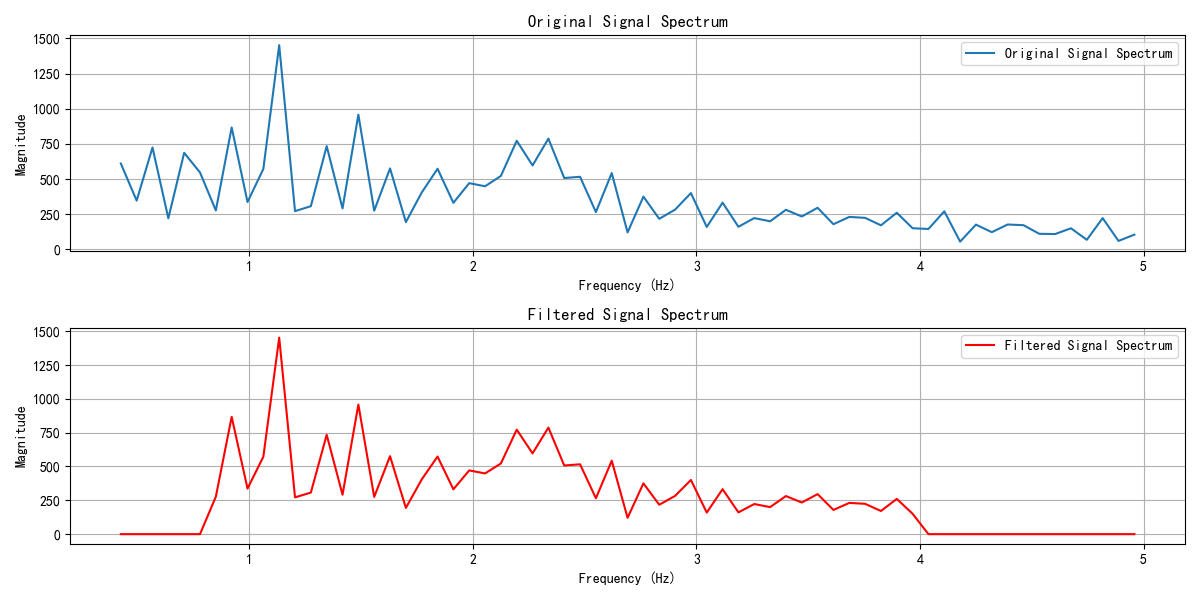 Original Signal Spectrum
1500
1250
1000
750
500
250
0
Magnitude
Original Signal Spectrum
1 2 3 4 5
Frequency (Hz)
Filtered Signal Spectrum
1500
1250
1000
750
500
250
0
Magnitude
Filtered Signal Spectrum
1 2 3 4 5
Frequency (Hz)